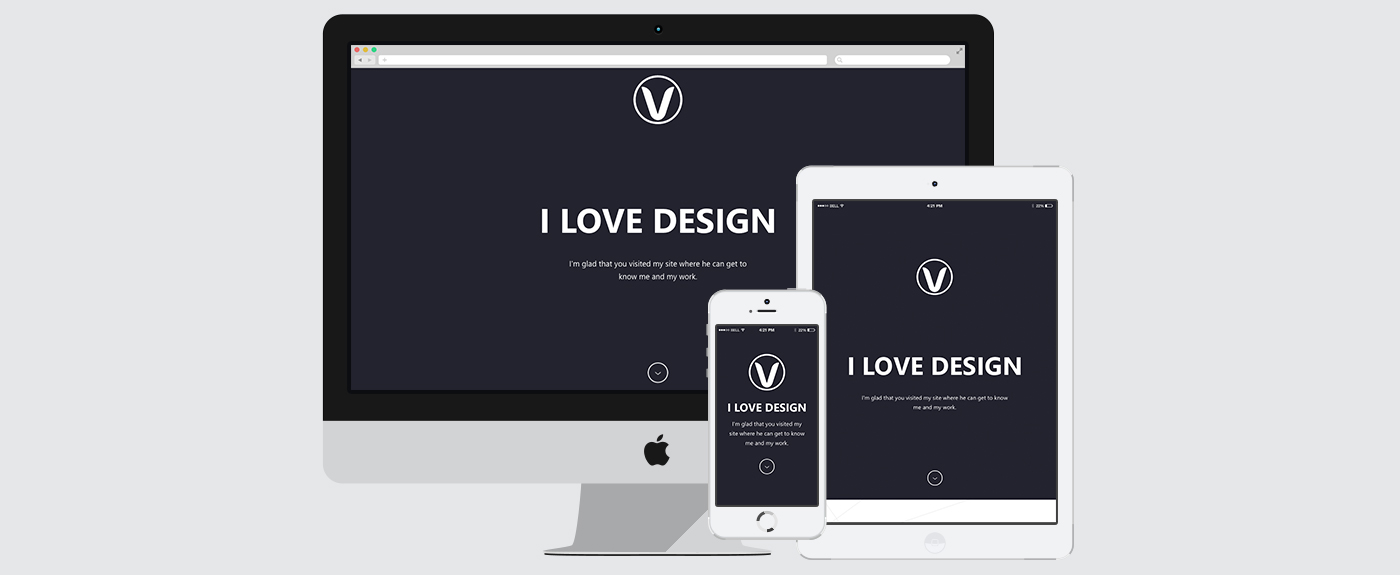 V
I LOVE DESIGN
I'm glad that you visited my site where he can get to
know me and my work.
●●●○○ BELL 4:21 PM 22%
V
I LOVE DESIGN
I'm glad that you visited my site where he can get to know
me and my work.
●●●○○ BELL 4:21 PM 22%
V
I LOVE DESIGN
I'm glad that you visited my
site where he can get to know
me and my work.